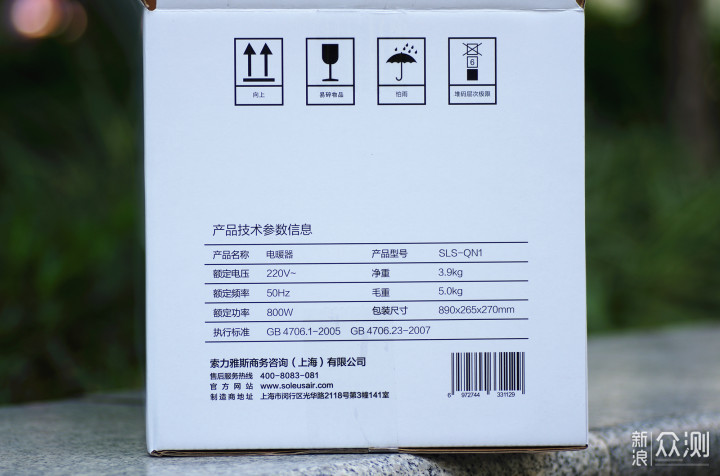 6
向上 易碎物品 怕雨 堆码层次极限
产品技术参数信息
产品名称 电暖器 产品型号 SLS-QN1
额定电压 220V~ 净重 3.9kg
额定频率 50Hz 毛重 5.0kg
额定功率 800W 包装尺寸 890x265x270mm
执行标准 GB 4706.1-2005 GB 4706.23-2007
索力雅斯商务咨询（上海）有限公司
售后服务热线 400-8083-081
官方网站 www.soleusair.com
制造商地址 上海市闵行区光华路2118号第3幢141室
6 972744 331129
新浪众测